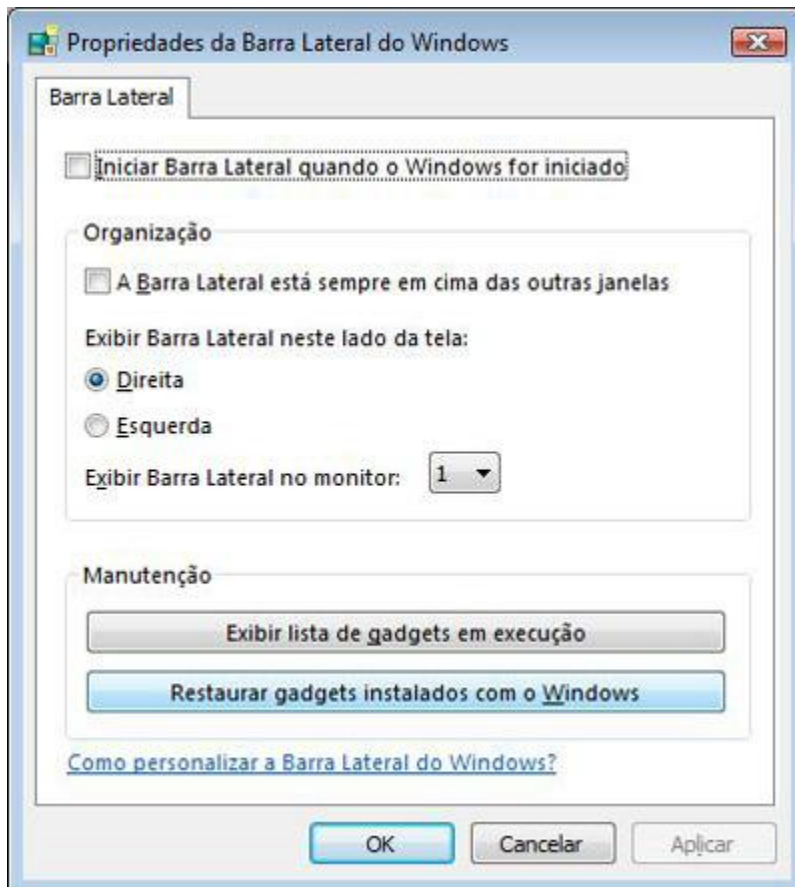 Propriedades da Barra Lateral do Windows
Barra Lateral
Iniciar Barra Lateral quando o Windows for iniciado
Organização
A Barra Lateral está sempre em cima das outras janelas
Exibir Barra Lateral neste lado da tela:
Direita
Esquerda
Exibir Barra Lateral no monitor: 1
Manutenção
Exibir lista de gadgets em execução
Restaurar gadgets instalados com o Windows
Como personalizar a Barra Lateral do Windows?
OK Cancelar Aplicar